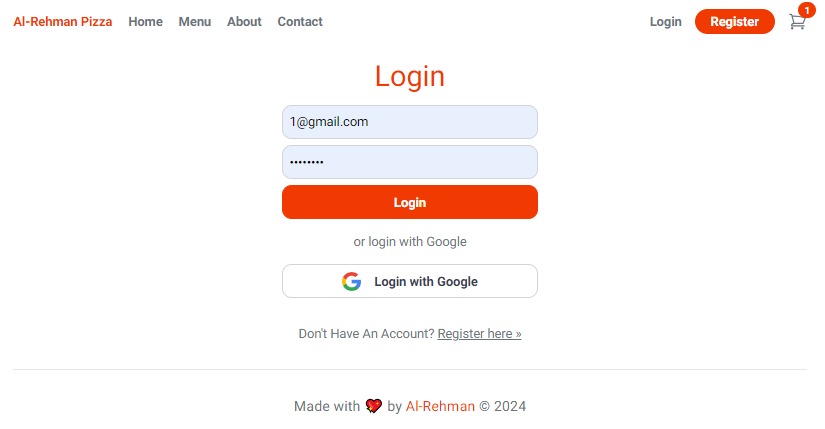 Al-Rehman Pizza Home Menu About Contact Login Register 1
Login
1@gmail.com
••••••••
Login
or login with Google
Login with Google
Don't Have An Account? Register here »
Made with 💖 by Al-Rehman © 2024